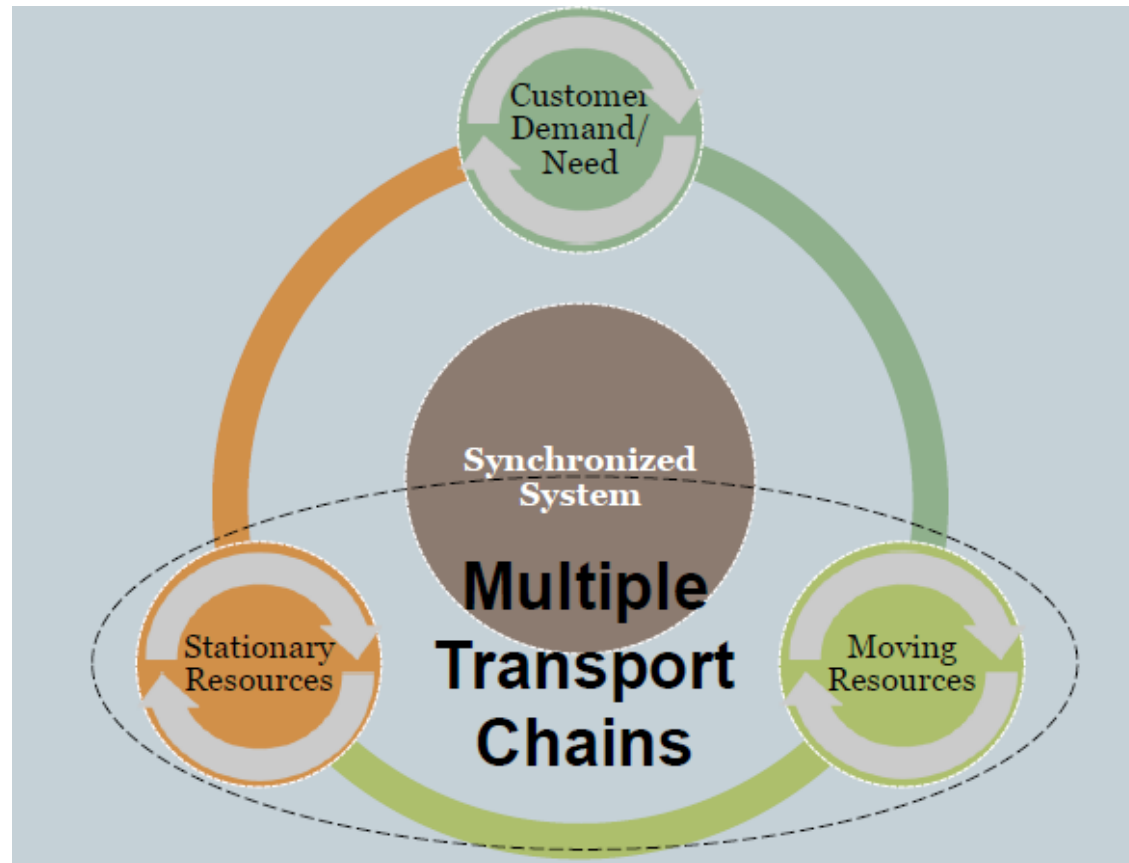 Customer
Demand/
Need
Synchronized
System
Multiple
Transport
Chains
Stationary
Resources
Moving
Resources